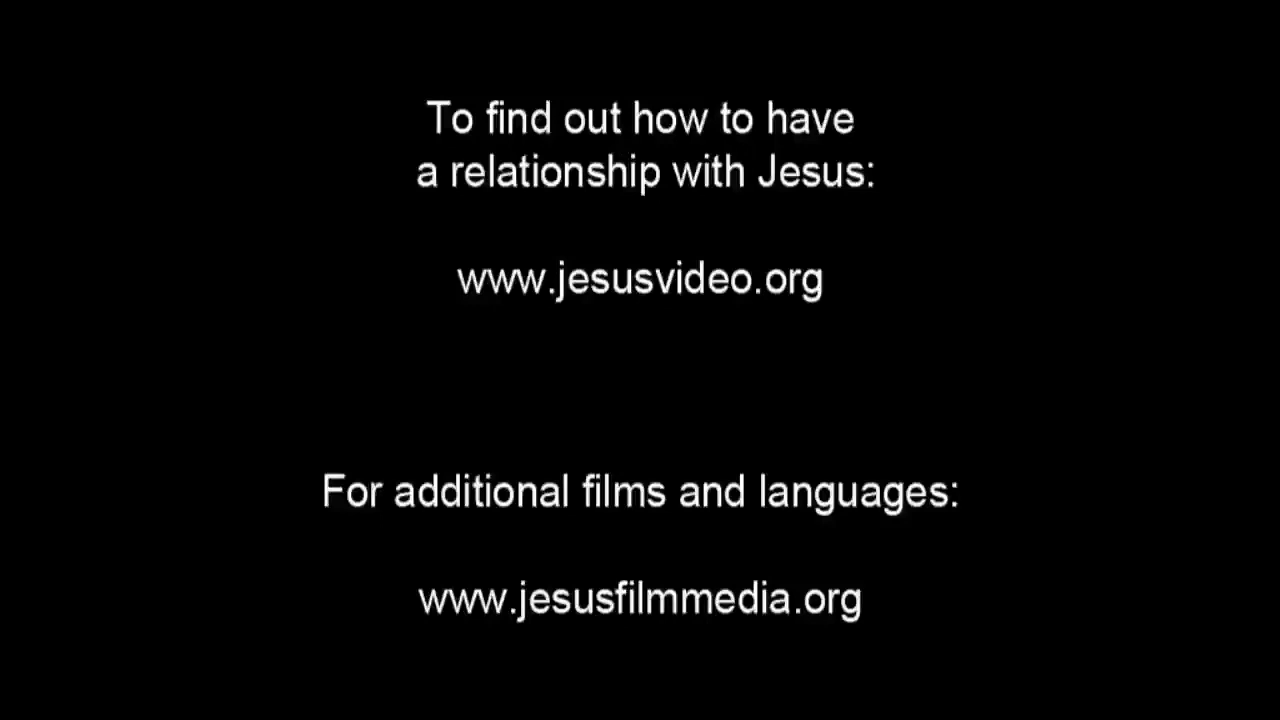 To find out how to have
a relationship with Jesus:
www.jesusvideo.org
For additional films and languages:
www.jesusfilmmedia.org